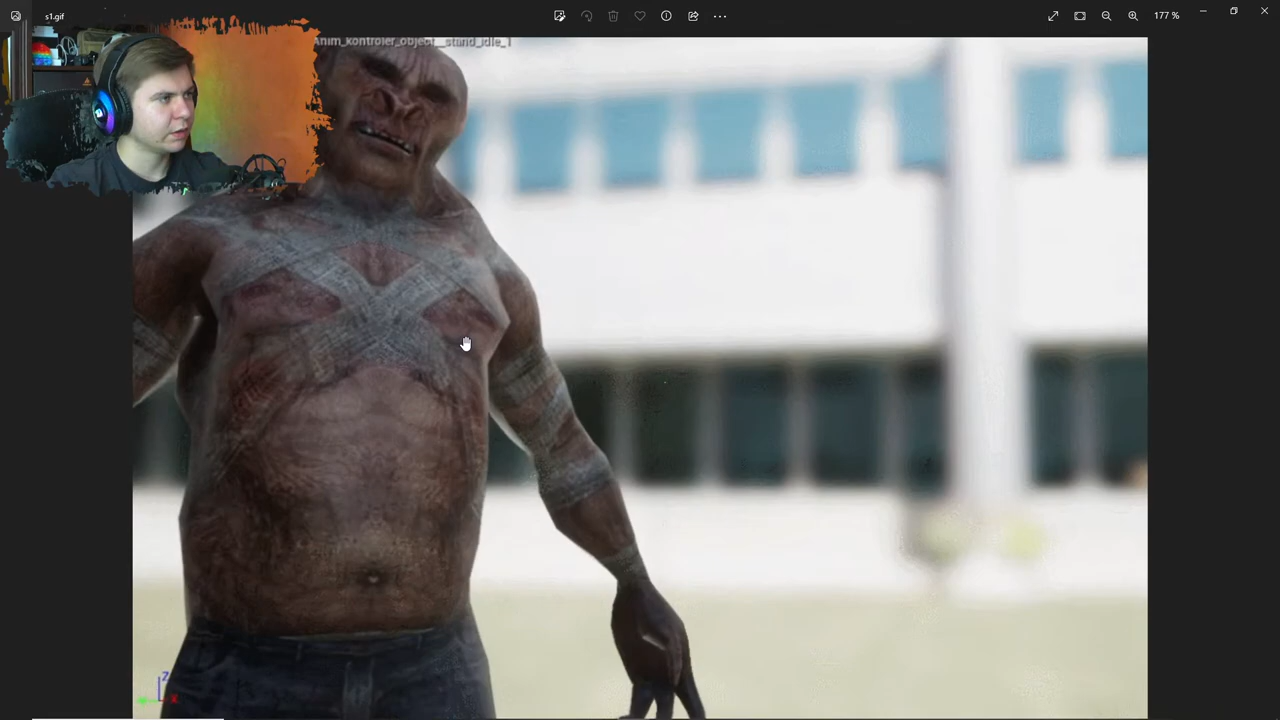 s1.gif
177 %
Anim_kontroler_object__stand_idle_1
z
x